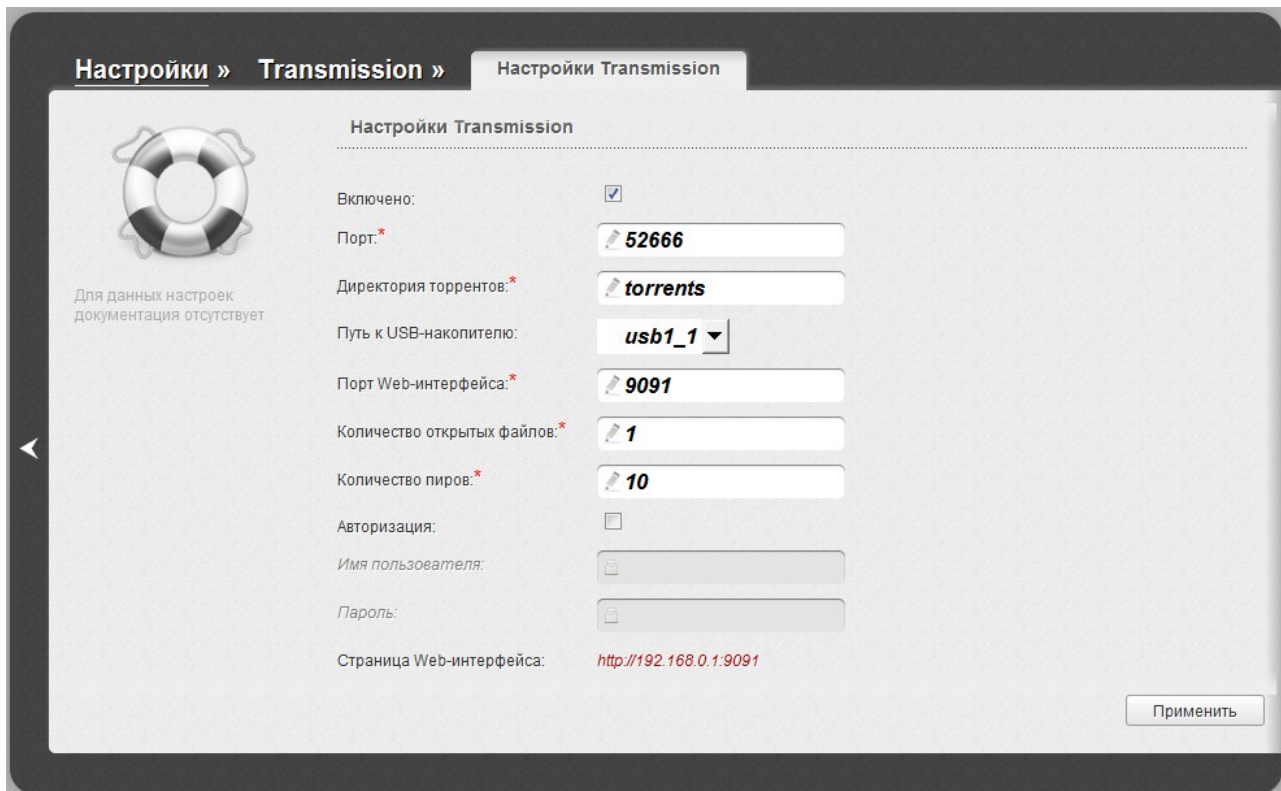 Настройки » Transmission » Настройки Transmission
Настройки Transmission
Для данных настроек
документация отсутствует
Включено:
Порт:* 52666
Директория торрентов:* torrents
Путь к USB-накопителю: usb1_1
Порт Web-интерфейса:* 9091
Количество открытых файлов:* 1
Количество пиров:* 10
Авторизация:
Имя пользователя:
Пароль:
Страница Web-интерфейса: http://192.168.0.1:9091
Применить